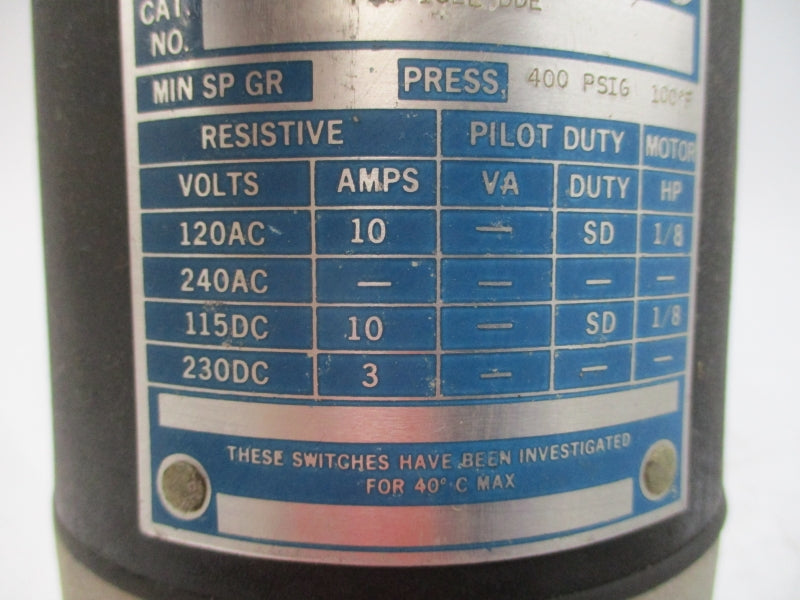 CAT.
NO.
MIN SP GR PRESS. 400 PSIG 100°F
RESISTIVE PILOT DUTY MOTOR
VOLTS AMPS VA DUTY HP
120AC 10 — SD 1/8
240AC — — — —
115DC 10 — SD 1/8
230DC 3 — — —
THESE SWITCHES HAVE BEEN INVESTIGATED
FOR 40° C MAX